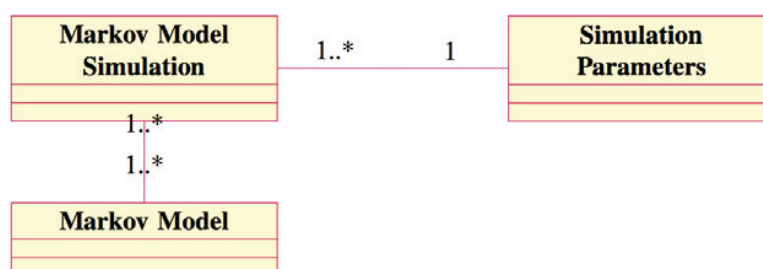 Markov Model
Simulation
1..*
1
Simulation
Parameters
1..*
1..*
Markov Model